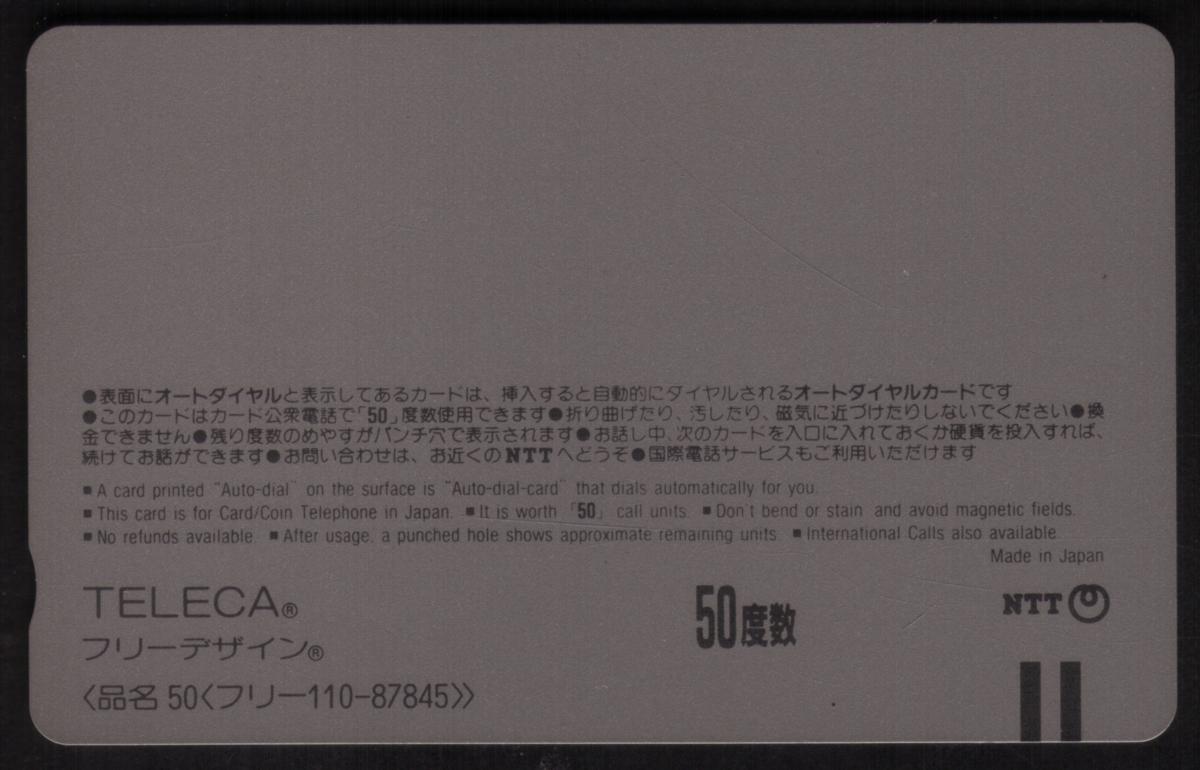 ●表面にオートダイヤルと表示してあるカードは、挿入すると自動的にダイヤルされるオートダイヤルカードです
●このカードはカード公衆電話で「50」度数使用できます●折り曲げたり、汚したり、磁気に近づけたりしないでください●換
金できません●残り度数のめやすがパンチ穴で表示されます●お話し中、次のカードを入口に入れておくか硬貨を投入すれば、
続けてお話ができます●お問い合わせは、お近くのNTTへどうぞ●国際電話サービスもご利用いただけます
■A card printed "Auto-dial" on the surface is "Auto-dial-card" that dials automatically for you.
■This card is for Card/Coin Telephone in Japan. ■It is worth「50」call units. ■Don't bend or stain and avoid magnetic fields.
■No refunds available. ■After usage, a punched hole shows approximate remaining units. ■International Calls also available.
Made in Japan
TELECA®
フリーデザイン®
〈品名 50〈フリー110-87845〉〉
50度数
NTT